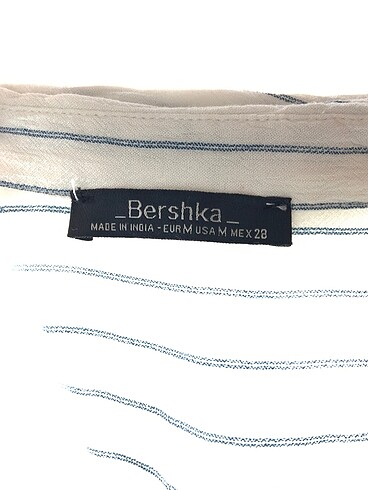 _Bershka_
MADE IN INDIA - EUR M USA M MEX 28